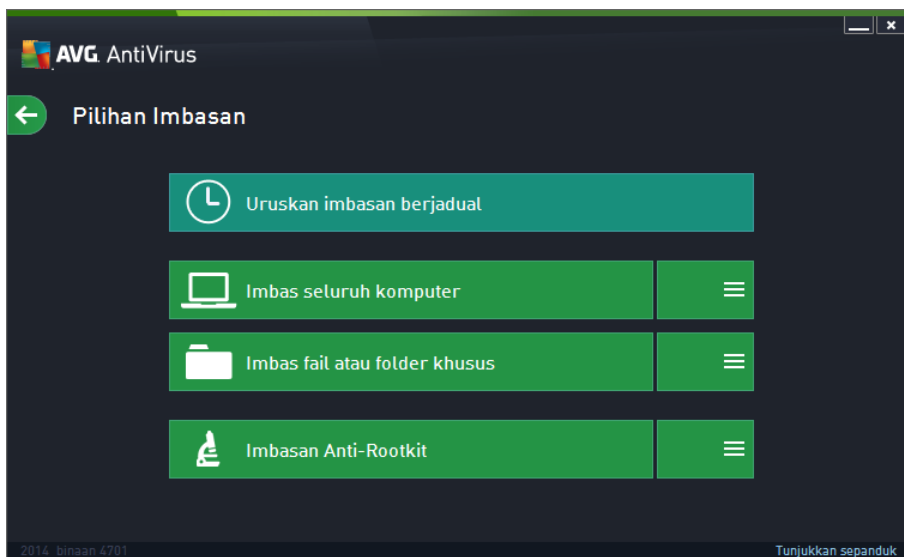 AVG. AntiVirus
Pilihan Imbasan
Uruskan imbasan berjadual
Imbas seluruh komputer
Imbas fail atau folder khusus
Imbasan Anti-Rootkit
2014 binaan 4701
Tunjukkan sepanduk